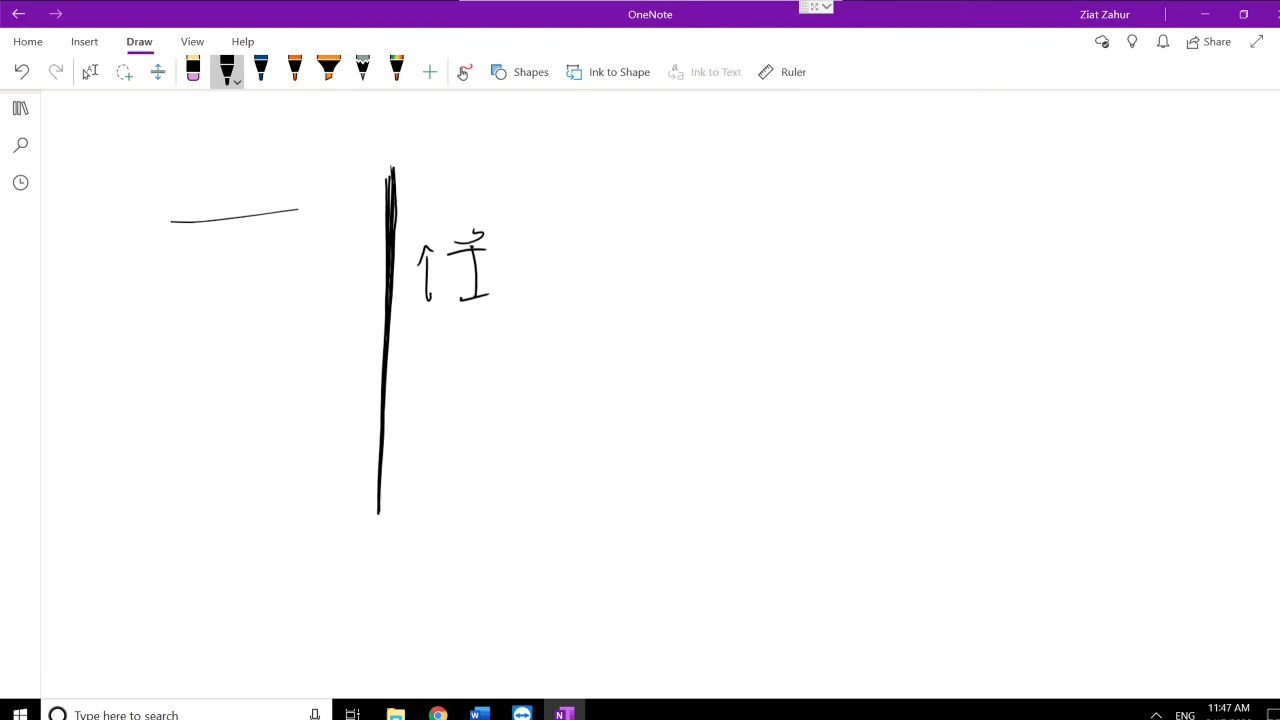 OneNote
Ziat Zahur
Home Insert Draw View Help
Share
Shapes Ink to Shape Ink to Text Ruler
I
Type here to search
ENG
11:47 AM